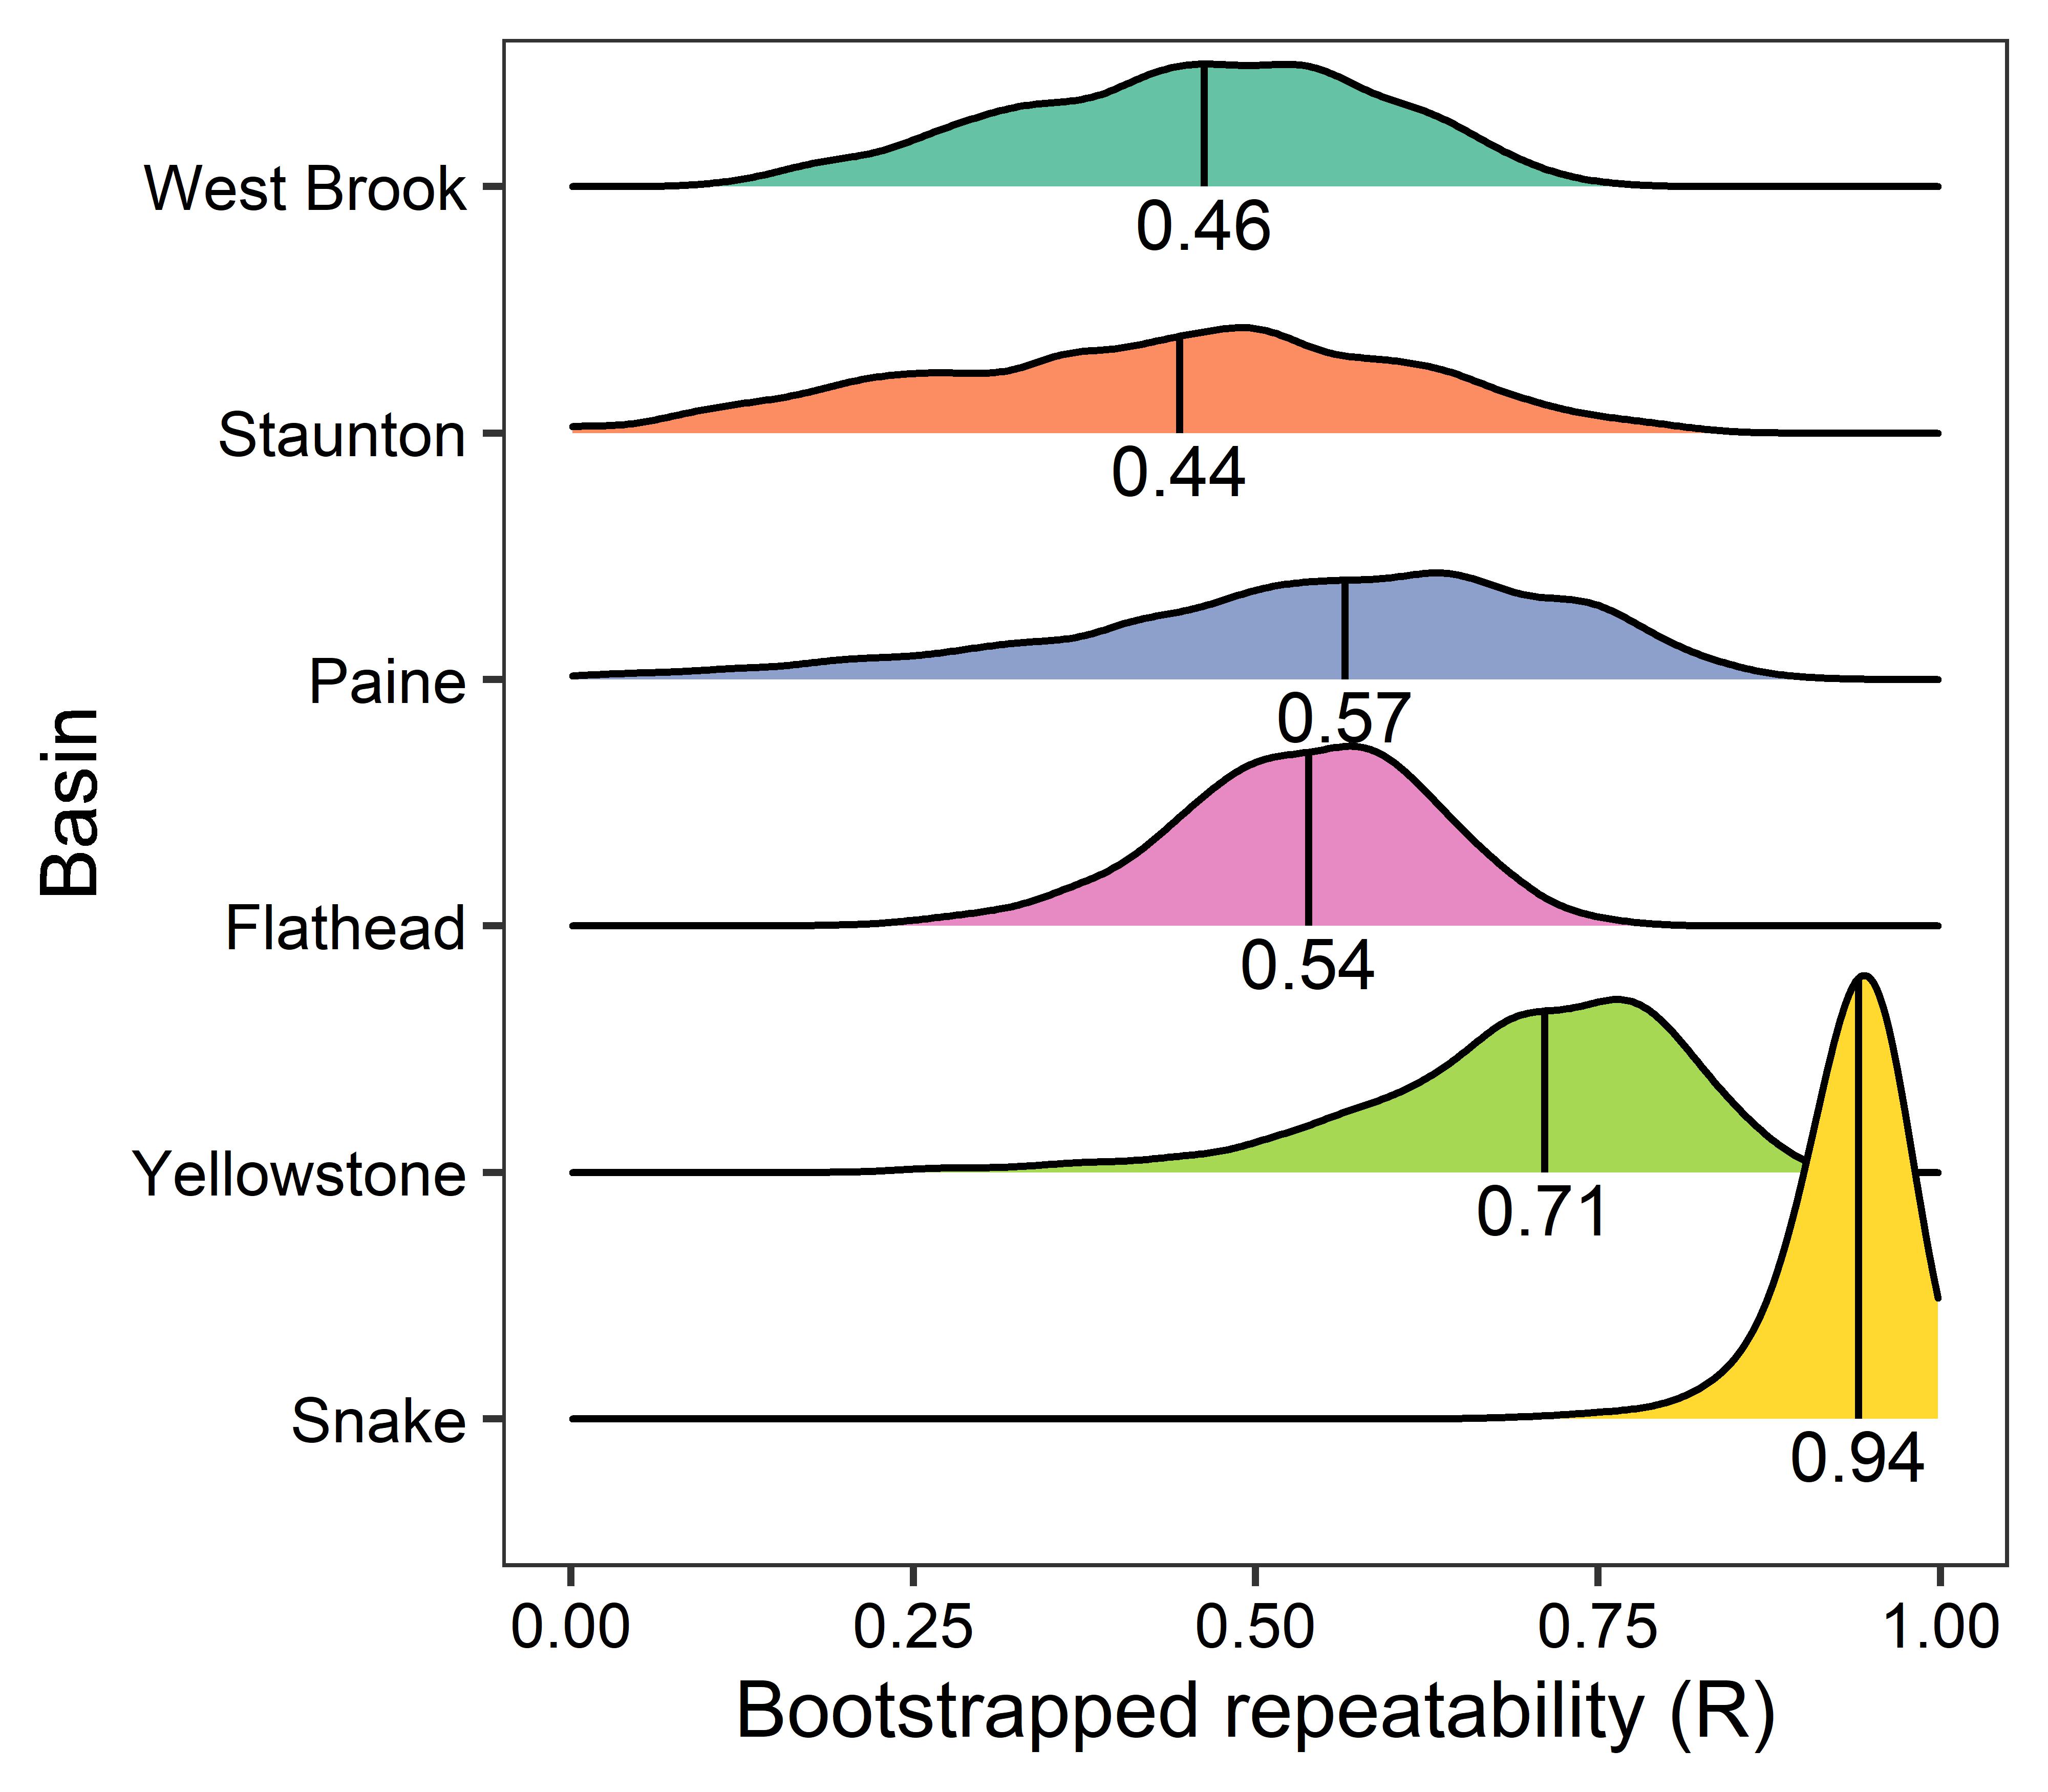 West Brook
0.46
Staunton
0.44
Paine
0.57
Basin
Flathead
0.54
Yellowstone
0.71
Snake
0.94
0.00 0.25 0.50 0.75 1.00
Bootstrapped repeatability (R)